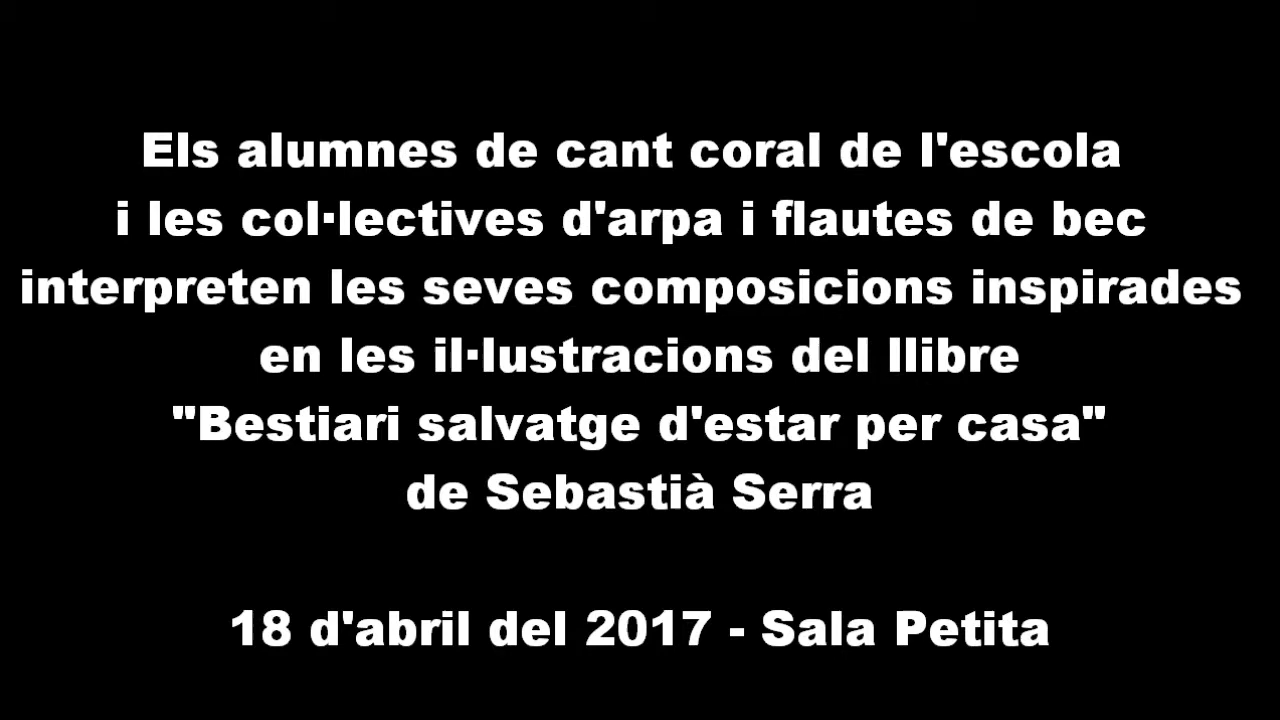 Els alumnes de cant coral de l'escola
i les col·lectives d'arpa i flautes de bec
interpreten les seves composicions inspirades
en les il·lustracions del llibre
"Bestiari salvatge d'estar per casa"
de Sebastià Serra
18 d'abril del 2017 - Sala Petita